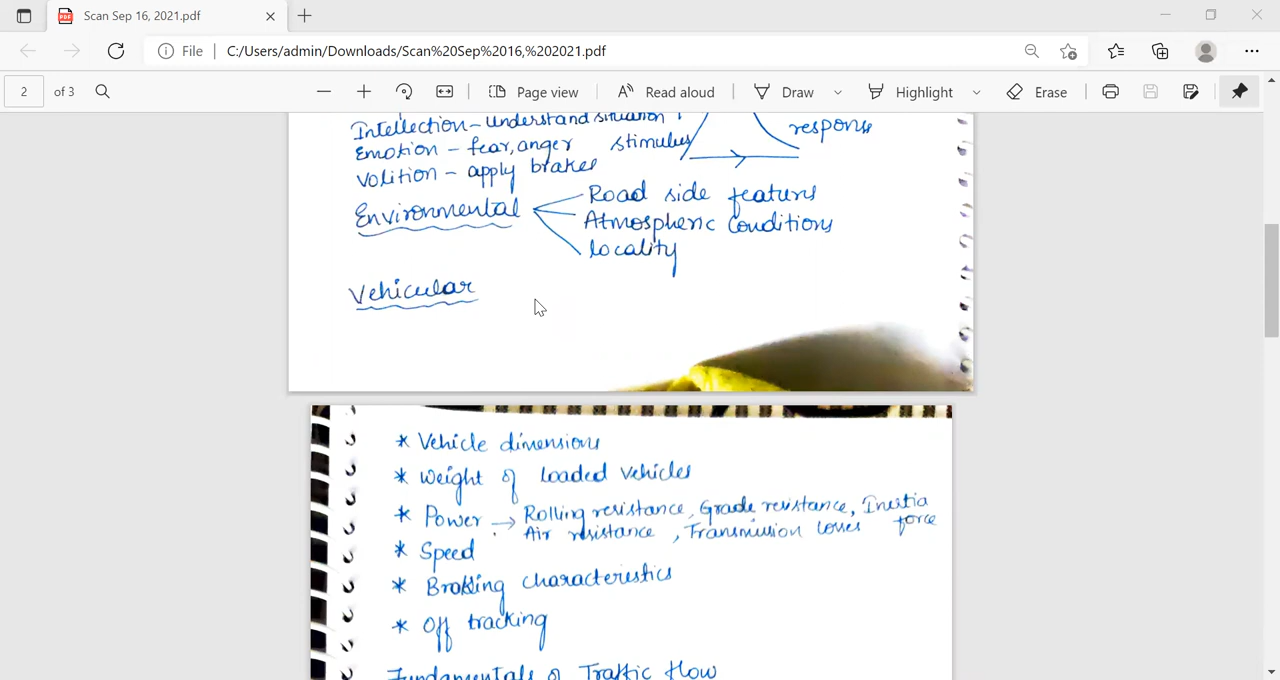 Scan Sep 16, 2021.pdf
File
C:/Users/admin/Downloads/Scan%20Sep%2016,%202021.pdf
2 of 3
Page view
Read aloud
Draw
Highlight
Erase
Intellection - understand situation
Emotion - fear, anger stimulus
response
Volition - apply brakes
Environmental
Road side features
Atmospheric Conditions
locality
Vehicular
* Vehicle dimensions
* Weight of loaded vehicles
* Power → Rolling resistance, Grade resistance, Inertia force
Air resistance, Transmission losses
* Speed
* Braking characteristics
* Off tracking
Fundamentals of Traffic flow